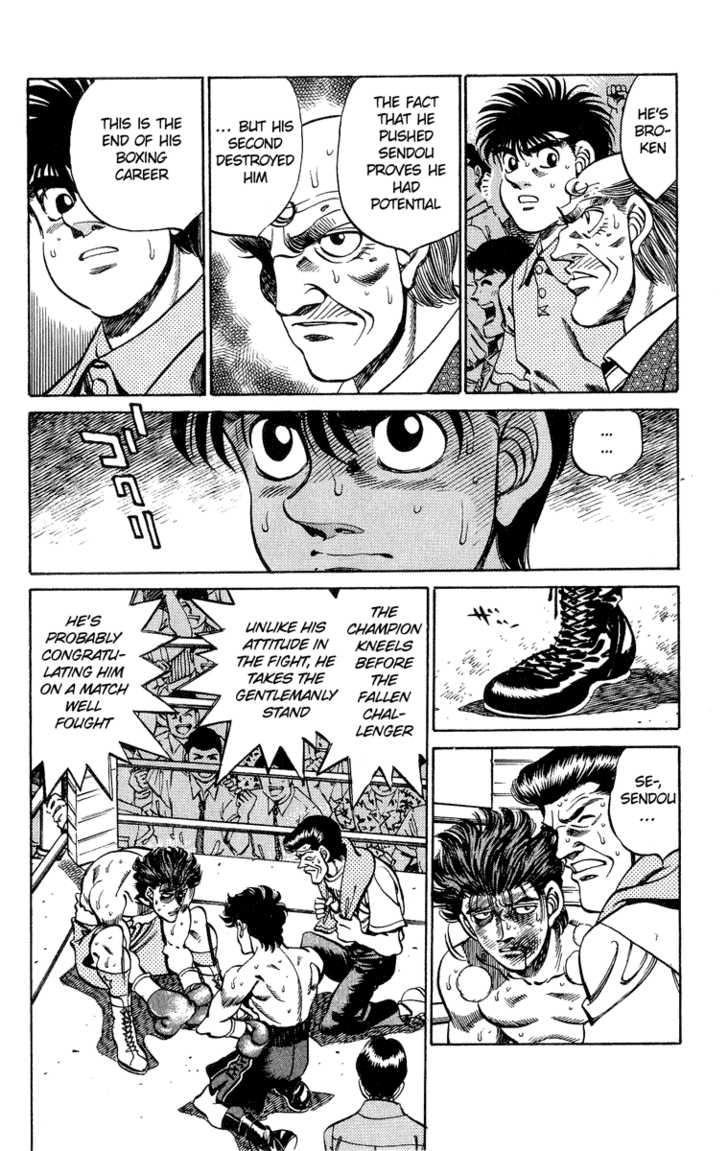 HE'S
BRO-
KEN
THE FACT
THAT HE
PUSHED
SENDOU
PROVES HE
HAD
POTENTIAL
... BUT HIS
SECOND
DESTROYED
HIM
THIS IS THE
END OF HIS
BOXING
CAREER
...
...
SE-,
SENDOU
...
THE
CHAMPION
KNEELS
BEFORE
THE
FALLEN
CHAL-
LENGER
UNLIKE HIS
ATTITUDE IN
THE FIGHT, HE
TAKES THE
GENTLEMANLY
STAND
HE'S
PROBABLY
CONGRATU-
LATING HIM
ON A MATCH
WELL
FOUGHT